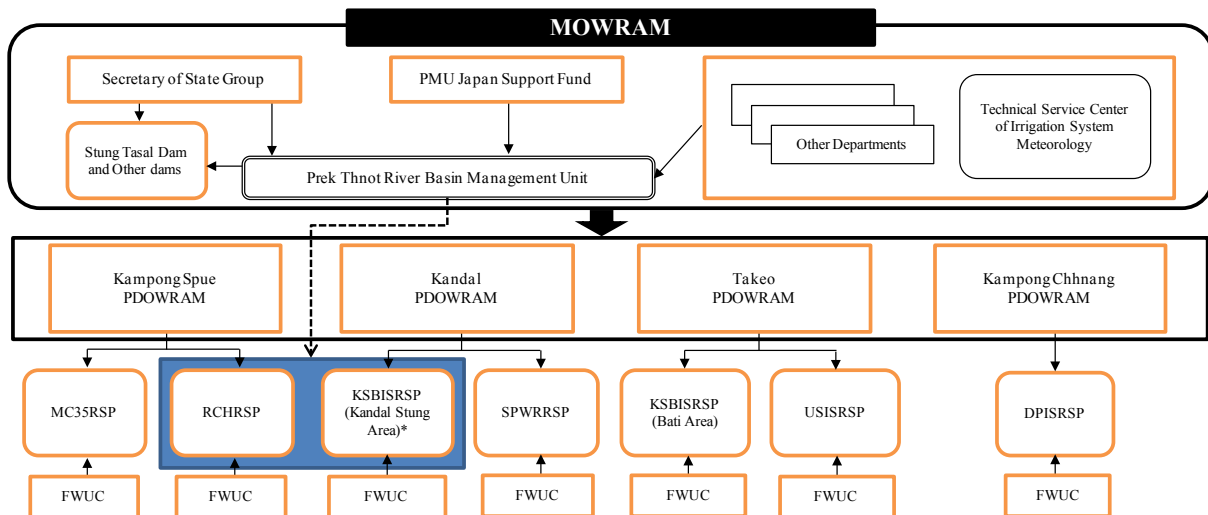 MOWRAM
Secretary of State Group
PMU Japan Support Fund
Stung Tasal Dam
and Other dams
Prek Thnot River Basin Management Unit
Other Departments
Technical Service Center
of Irrigation System
Meteorology
Kampong Spue
PDOWRAM
Kandal
PDOWRAM
Takeo
PDOWRAM
Kampong Chhnang
PDOWRAM
MC35RSP
RCHRSP
KSBISRSP
(Kandal Stung
Area)*
SPWRRSP
KSBISRSP
(Bati Area)
USISRSP
DPISRSP
FWUC
FWUC
FWUC
FWUC
FWUC
FWUC
FWUC